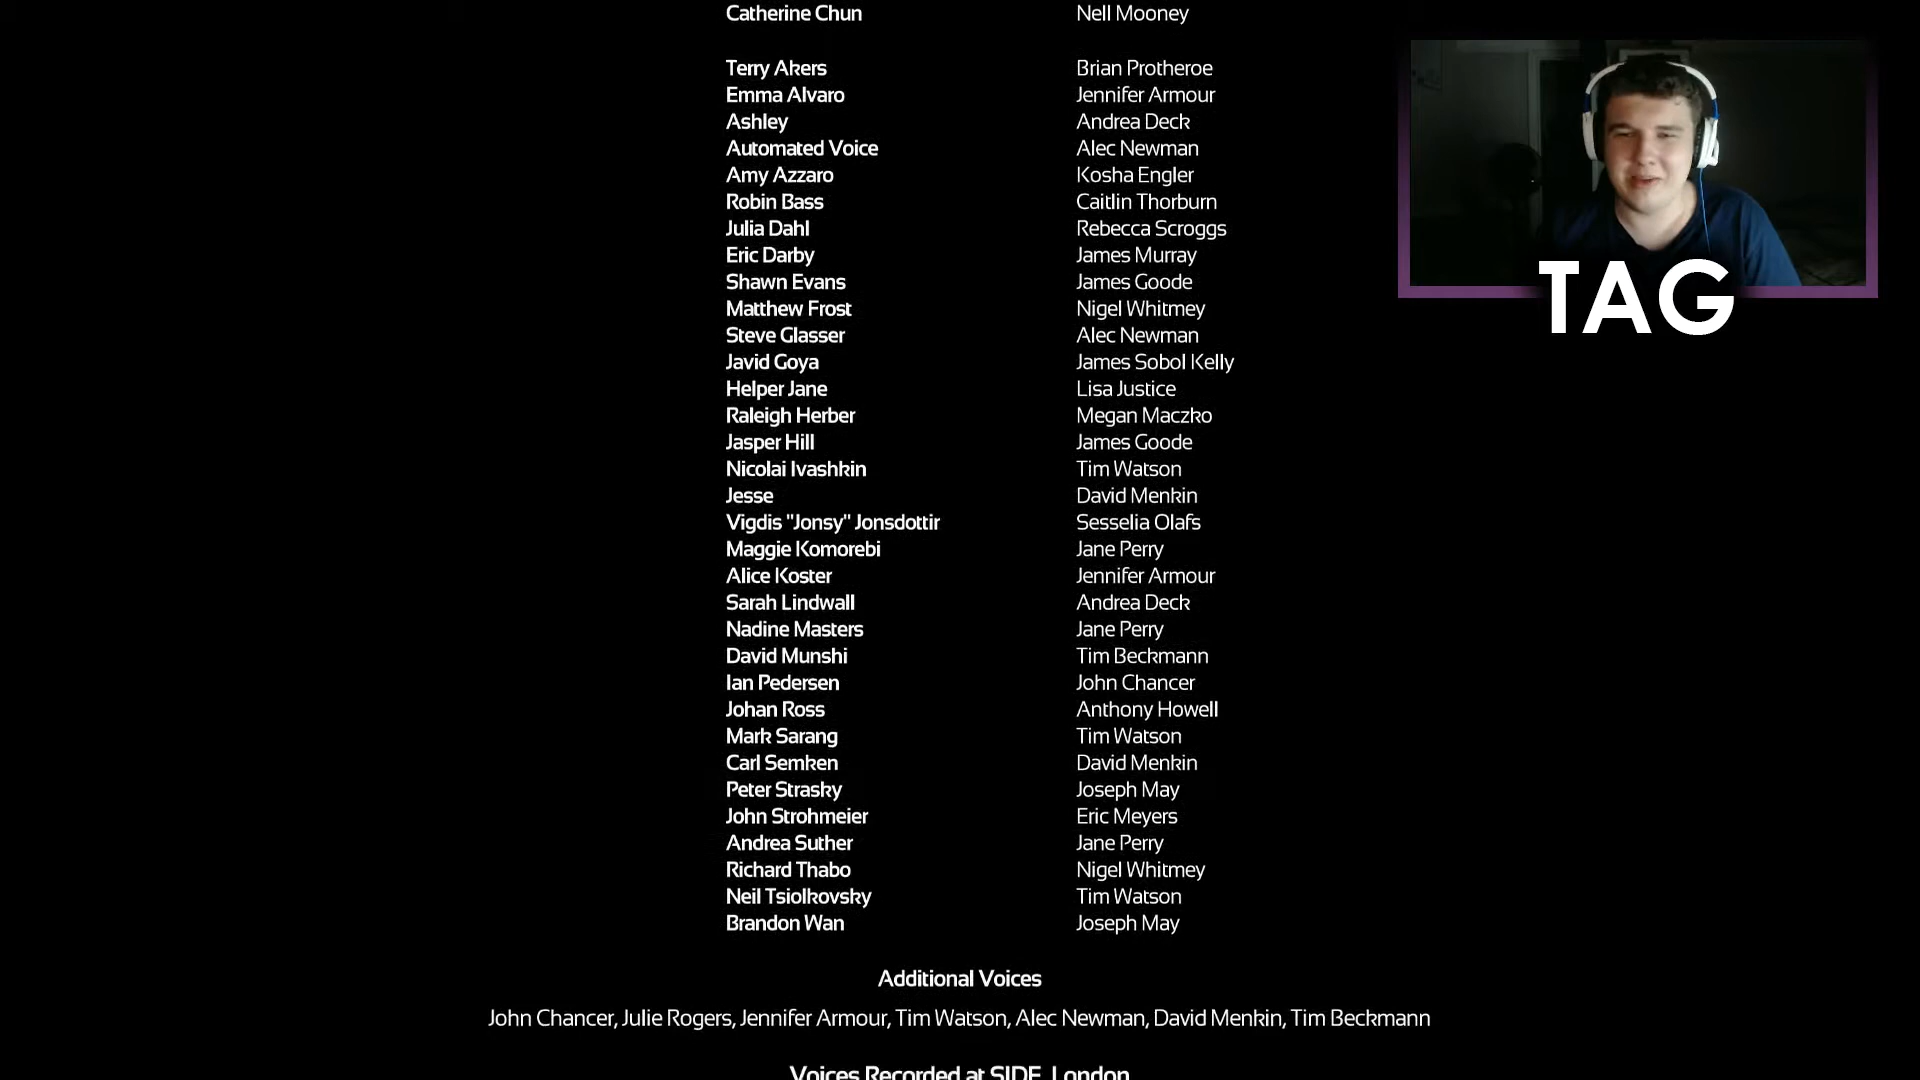 Catherine Chun Nell Mooney
Terry Akers Brian Protheroe
Emma Alvaro Jennifer Armour
Ashley Andrea Deck
Automated Voice Alec Newman
Amy Azzaro Kosha Engler
Robin Bass Caitlin Thorburn
Julia Dahl Rebecca Scroggs
Eric Darby James Murray
Shawn Evans James Goode
Matthew Frost Nigel Whitmey
Steve Glasser Alec Newman
Javid Goya James Sobol Kelly
Helper Jane Lisa Justice
Raleigh Herber Megan Maczko
Jasper Hill James Goode
Nicolai Ivashkin Tim Watson
Jesse David Menkin
Vigdis "Jonsy" Jonsdottir Sesselia Olafs
Maggie Komorebi Jane Perry
Alice Koster Jennifer Armour
Sarah Lindwall Andrea Deck
Nadine Masters Jane Perry
David Munshi Tim Beckmann
Ian Pedersen John Chancer
Johan Ross Anthony Howell
Mark Sarang Tim Watson
Carl Semken David Menkin
Peter Strasky Joseph May
John Strohmeier Eric Meyers
Andrea Suther Jane Perry
Richard Thabo Nigel Whitmey
Neil Tsiolkovsky Tim Watson
Brandon Wan Joseph May
Additional Voices
John Chancer, Julie Rogers, Jennifer Armour, Tim Watson, Alec Newman, David Menkin, Tim Beckmann
Voices Recorded at SIDE, London
TAG